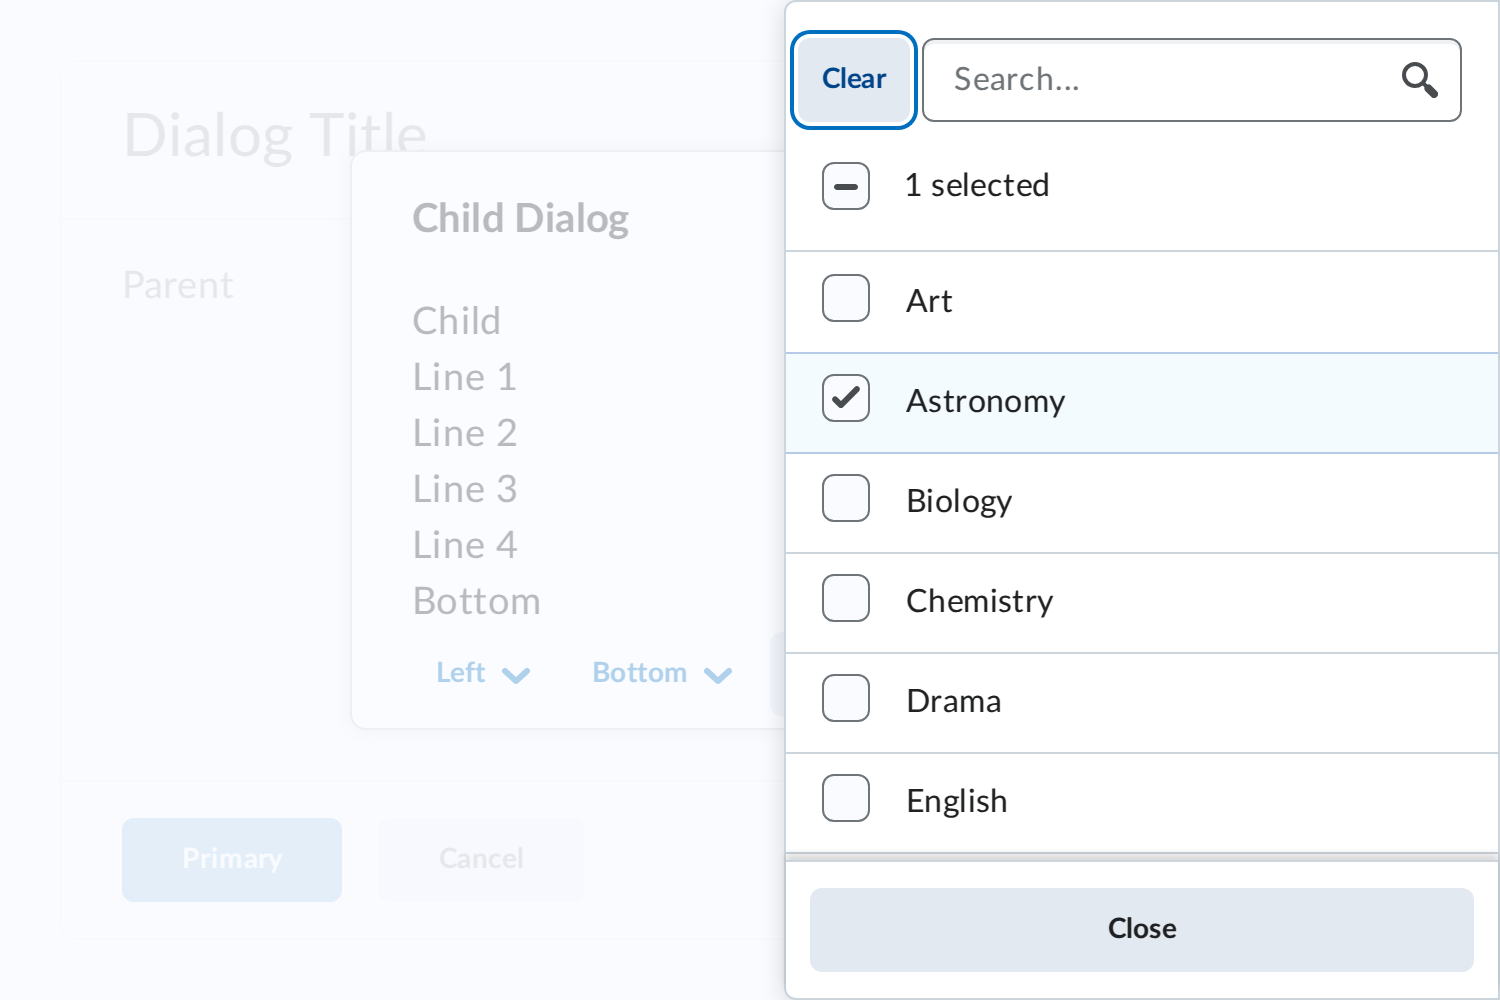 Dialog Title
Parent
Child Dialog
Child
Line 1
Line 2
Line 3
Line 4
Bottom
Left
Bottom
Primary
Cancel
Clear
Search...
1 selected
Art
Astronomy
Biology
Chemistry
Drama
English
Close